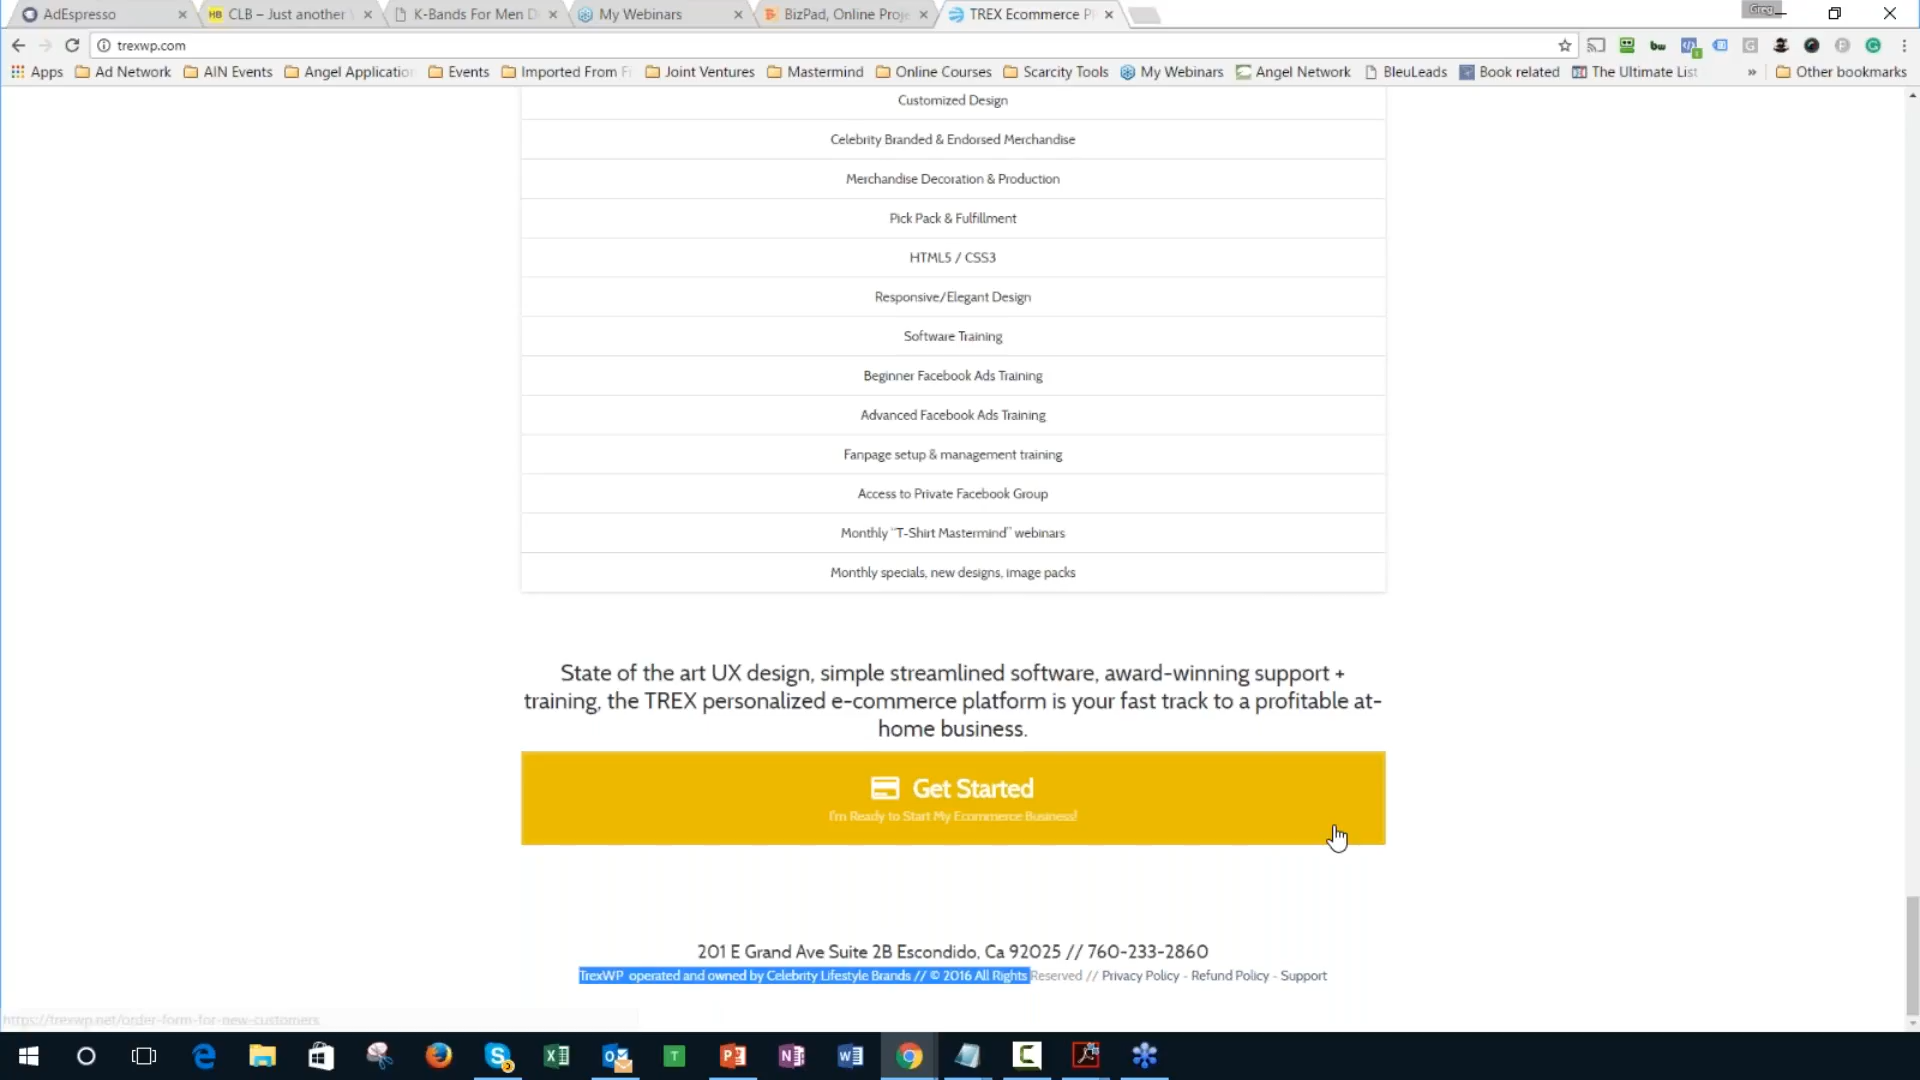 AdEspresso
HB CLB – Just another
K-Bands For Men D
My Webinars
BizPad, Online Proje
TREX Ecommerce Pl
Greg
trexwp.com
Apps
Ad Network
AIN Events
Angel Application
Events
Imported From F
Joint Ventures
Mastermind
Online Courses
Scarcity Tools
My Webinars
Angel Network
BleuLeads
Book related
The Ultimate List
»
Other bookmarks
Customized Design
Celebrity Branded & Endorsed Merchandise
Merchandise Decoration & Production
Pick Pack & Fulfillment
HTML5 / CSS3
Responsive/Elegant Design
Software Training
Beginner Facebook Ads Training
Advanced Facebook Ads Training
Fanpage setup & management training
Access to Private Facebook Group
Monthly “T-Shirt Mastermind” webinars
Monthly specials, new designs, image packs
State of the art UX design, simple streamlined software, award-winning support +
training, the TREX personalized e-commerce platform is your fast track to a profitable at-
home business.
Get Started
I'm Ready to Start My Ecommerce Business!
201 E Grand Ave Suite 2B Escondido, Ca 92025 // 760-233-2860
TrexWP operated and owned by Celebrity Lifestyle Brands // © 2016 All Rights Reserved // Privacy Policy - Refund Policy - Support
https://trexwp.net/order-form-for-new-customers